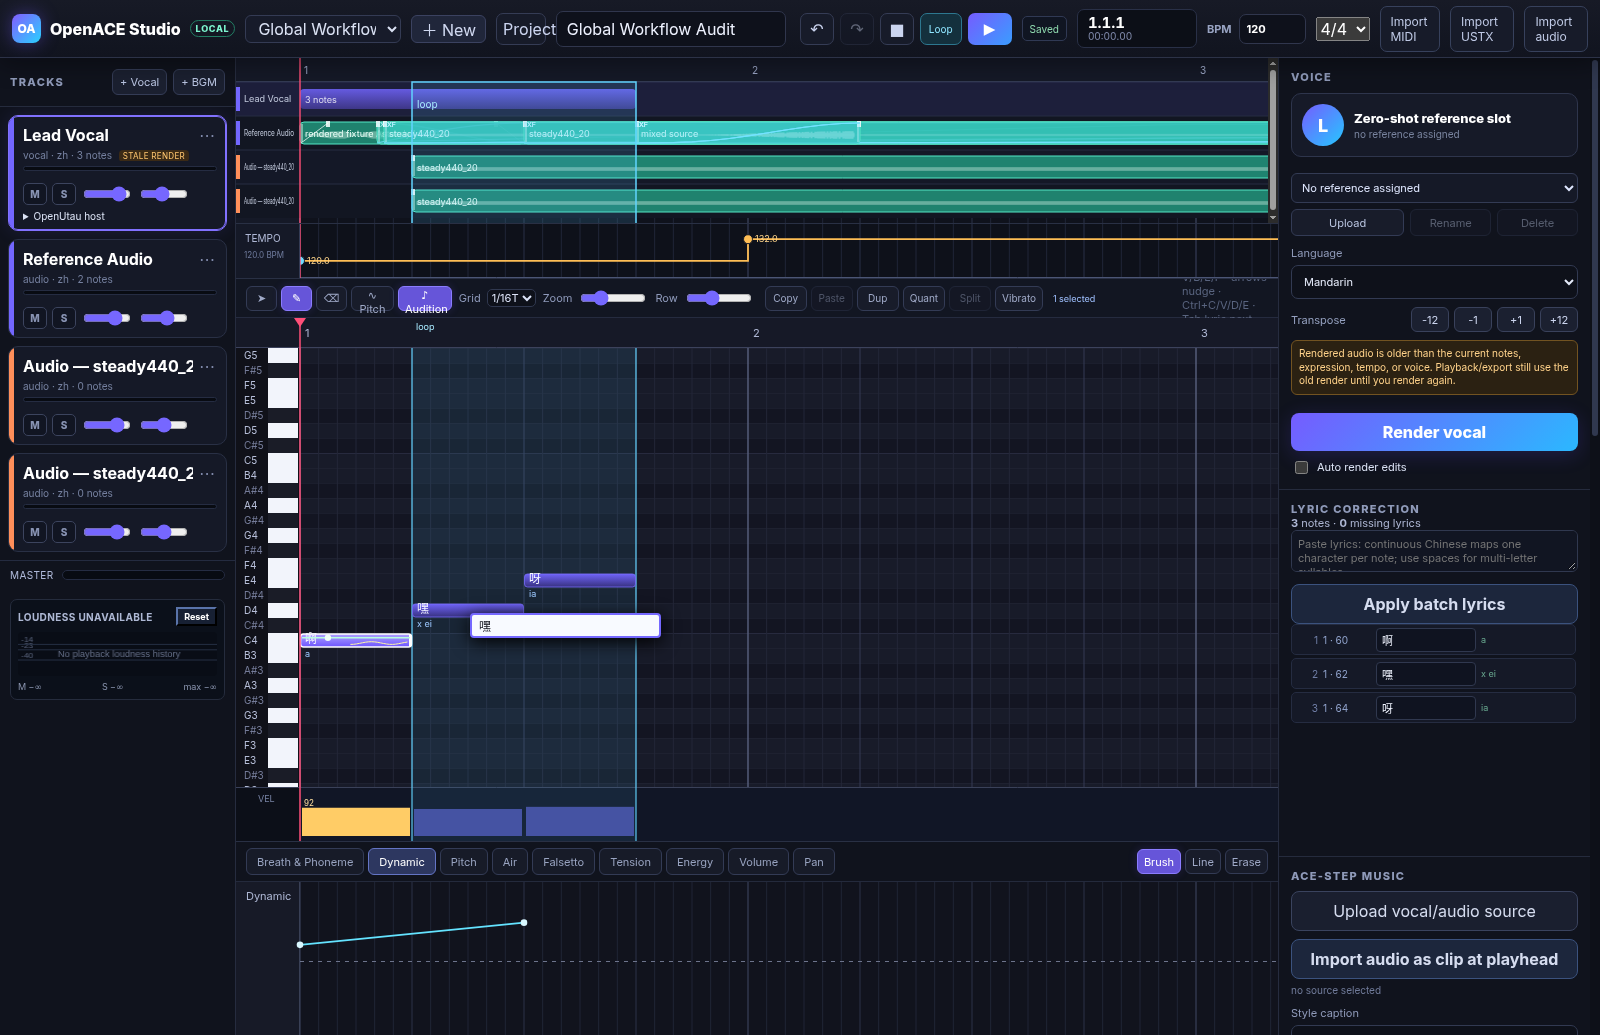 OA OpenACE Studio LOCAL Global Workflow + New Project Global Workflow Audit ↶ ↷ ■ Loop ▶ Saved 1.1.1 00:00.00 BPM 120 4/4 Import MIDI Import USTX Import audio
TRACKS + Vocal + BGM
Lead Vocal ···
vocal · zh · 3 notes STALE RENDER
M S
▶ OpenUtau host
Reference Audio ···
audio · zh · 2 notes
M S
Audio — steady440_2 ···
audio · zh · 0 notes
M S
Audio — steady440_2 ···
audio · zh · 0 notes
M S
MASTER
LOUDNESS UNAVAILABLE Reset
-14
-23
-40
No playback loudness history
M −∞ S −∞ max −∞
1 2 3
Lead Vocal 3 notes loop
Reference Audio rendered fixture steady440_20 steady440_20 mixed source
Audio — steady440_20 steady440_20
Audio — steady440_20 steady440_20
TEMPO
120.0 BPM
120.0
132.0
Pitch Audition Grid 1/16T Zoom Row Copy Paste Dup Quant Split Vibrato 1 selected
nudge ·
Ctrl+C/V/D/E ·
loop
1 2 3
G5
F#5
F5
E5
D#5
D5
C#5
C5
B4
A#4
A4
G#4
G4
F#4
F4
E4 呀
ia
D#4
D4 嘿
C#4 x ei
嘿
C4 啊
B3 a
A#3
A3
G#3
G3
F#3
F3
E3
D#3
VEL
92
Breath & Phoneme Dynamic Pitch Air Falsetto Tension Energy Volume Pan Brush Line Erase
Dynamic
VOICE
L Zero-shot reference slot
no reference assigned
No reference assigned
Upload Rename Delete
Language
Mandarin
Transpose -12 -1 +1 +12
Rendered audio is older than the current notes,
expression, tempo, or voice. Playback/export still use the
old render until you render again.
Render vocal
Auto render edits
LYRIC CORRECTION
3 notes · 0 missing lyrics
Paste lyrics: continuous Chinese maps one
character per note; use spaces for multi-letter
Apply batch lyrics
1 1 · 60 啊 a
2 1 · 62 嘿 x ei
3 1 · 64 呀 ia
ACE-STEP MUSIC
Upload vocal/audio source
Import audio as clip at playhead
no source selected
Style caption